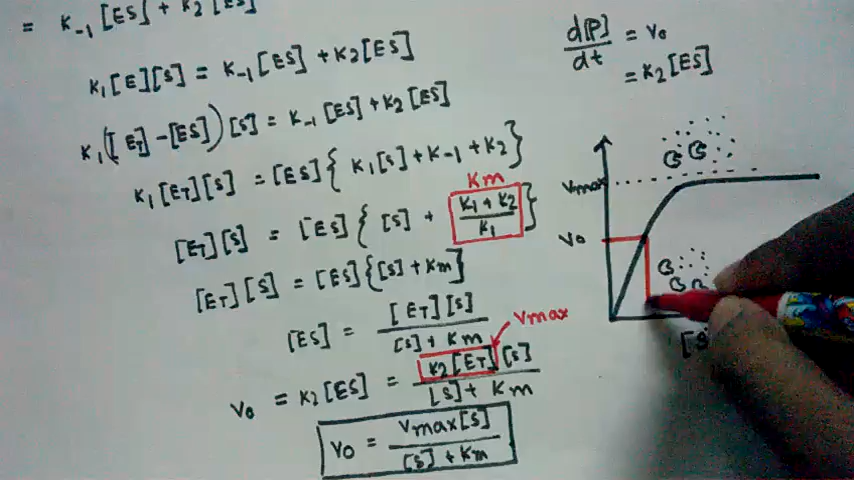 = K-1 [ES] + K2 [ES]
K1[E][S] = K-1[ES] + K2[ES]
K1([ET] - [ES])[S] = K-1 [ES] + K2 [ES]
K1[ET][S] = [ES]{ K1[S] + K-1 + K2 }
Km
[ET][S] = [ES]{ [S] + K1 + K2 / K1 }
[ET][S] = [ES]{[S] + Km]
[ES] = [ET][S] / [S] + Km
Vmax
V0 = K2[ES] = K2[ET][S] / [S] + Km
V0 = Vmax[S] / [S] + Km
d[P] / dt = V0
= K2[ES]
Vmax
V0